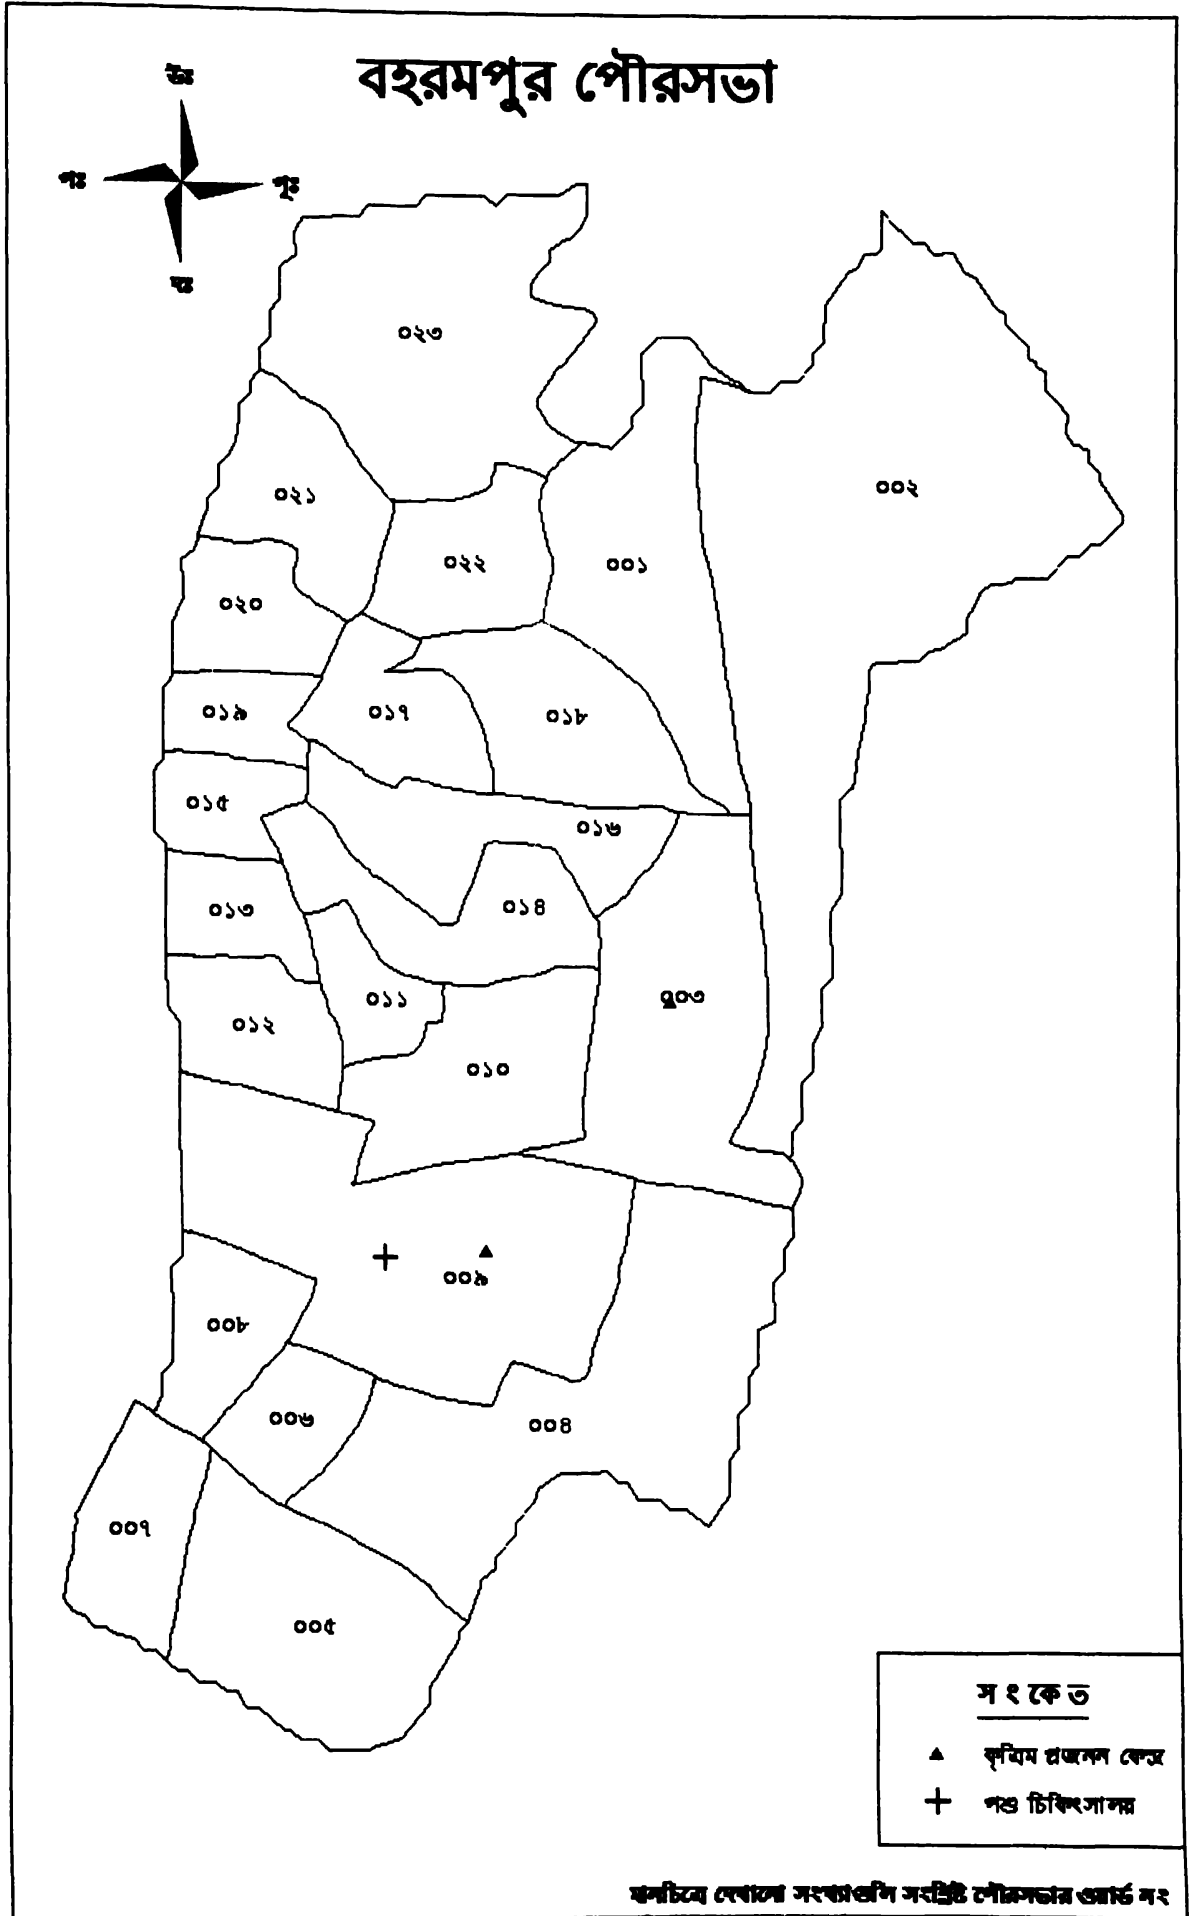 বহরমপুর পৌরসভা
উঃ
পঃ
পূঃ
দঃ
০২৩
০০২
০২১
০২২
০০১
০২০
০১৯
০১৭
০১৮
০১৫
০১৬
০১৩
০১৪
০১১
০০৩
০১২
০১০
০০৯
০০৮
০০৬
০০৪
০০৭
০০৫
সংকেত
কৃত্রিম প্রজনন কেন্দ্র
পশু চিকিৎসালয়
মানচিত্রে দেখানো সংখ্যাগুলি সংশ্লিষ্ট পৌরসভার ওয়ার্ড নং